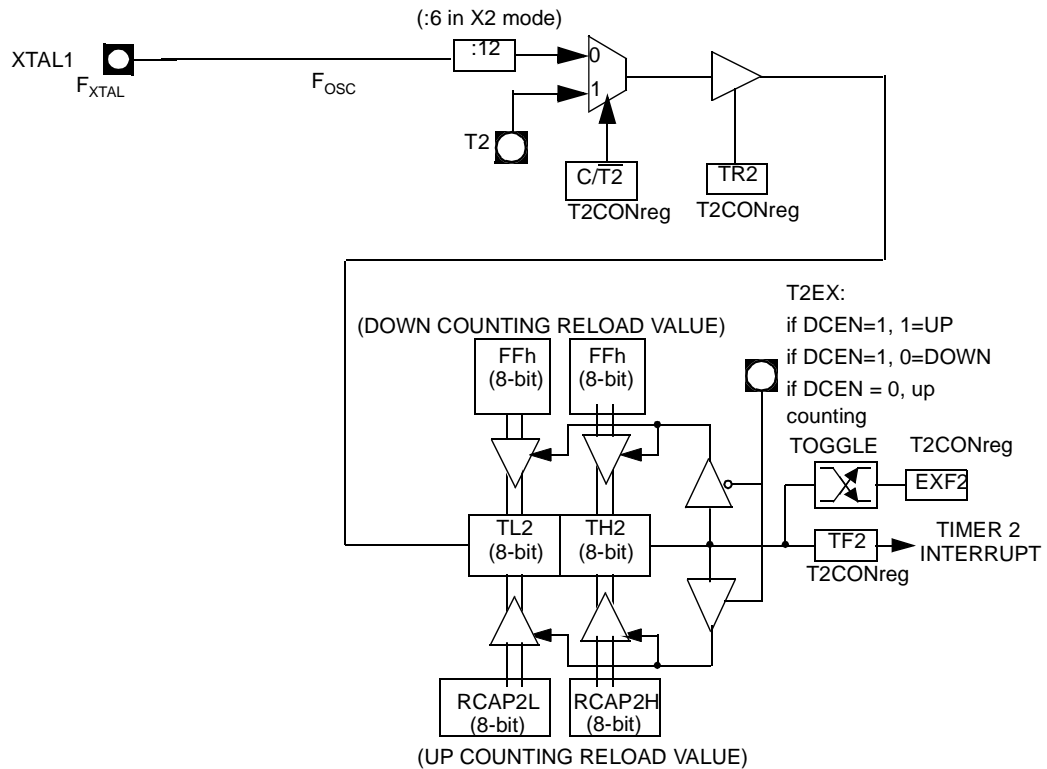 (:6 in X2 mode)
XTAL1
:12
0
F_XTAL
F_OSC
1
T2
C/T2̅
TR2
T2CONreg
T2CONreg
T2EX:
if DCEN=1, 1=UP
if DCEN=1, 0=DOWN
if DCEN = 0, up
counting
(DOWN COUNTING RELOAD VALUE)
FFh
(8-bit)
FFh
(8-bit)
TOGGLE
T2CONreg
EXF2
TL2
(8-bit)
TH2
(8-bit)
TF2
T2CONreg
TIMER 2
INTERRUPT
RCAP2L
(8-bit)
RCAP2H
(8-bit)
(UP COUNTING RELOAD VALUE)